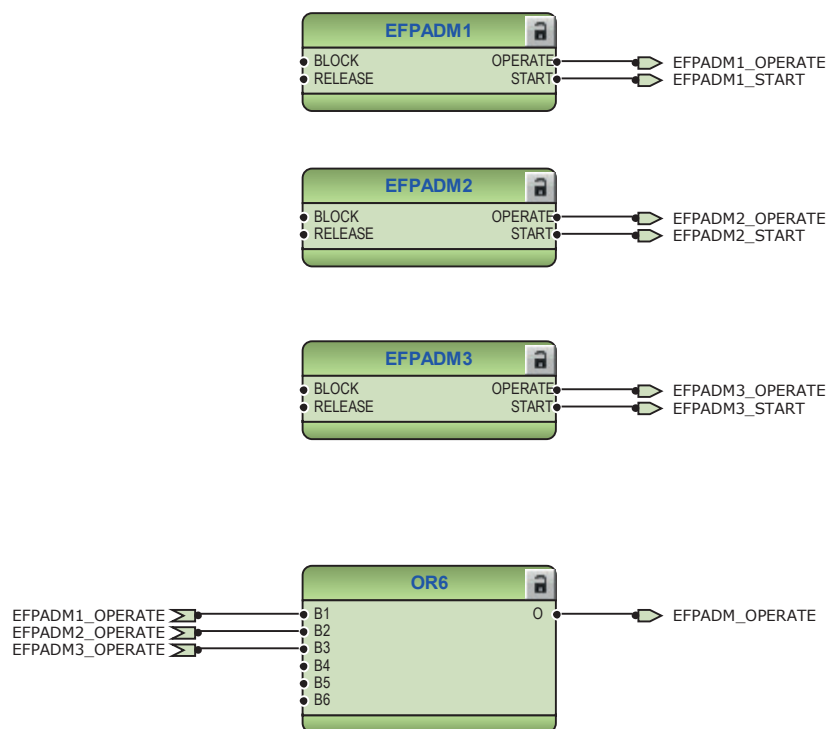 EFPADM1
BLOCK OPERATE EFPADM1_OPERATE
RELEASE START EFPADM1_START
EFPADM2
BLOCK OPERATE EFPADM2_OPERATE
RELEASE START EFPADM2_START
EFPADM3
BLOCK OPERATE EFPADM3_OPERATE
RELEASE START EFPADM3_START
OR6
EFPADM1_OPERATE B1 O EFPADM_OPERATE
EFPADM2_OPERATE B2
EFPADM3_OPERATE B3
B4
B5
B6